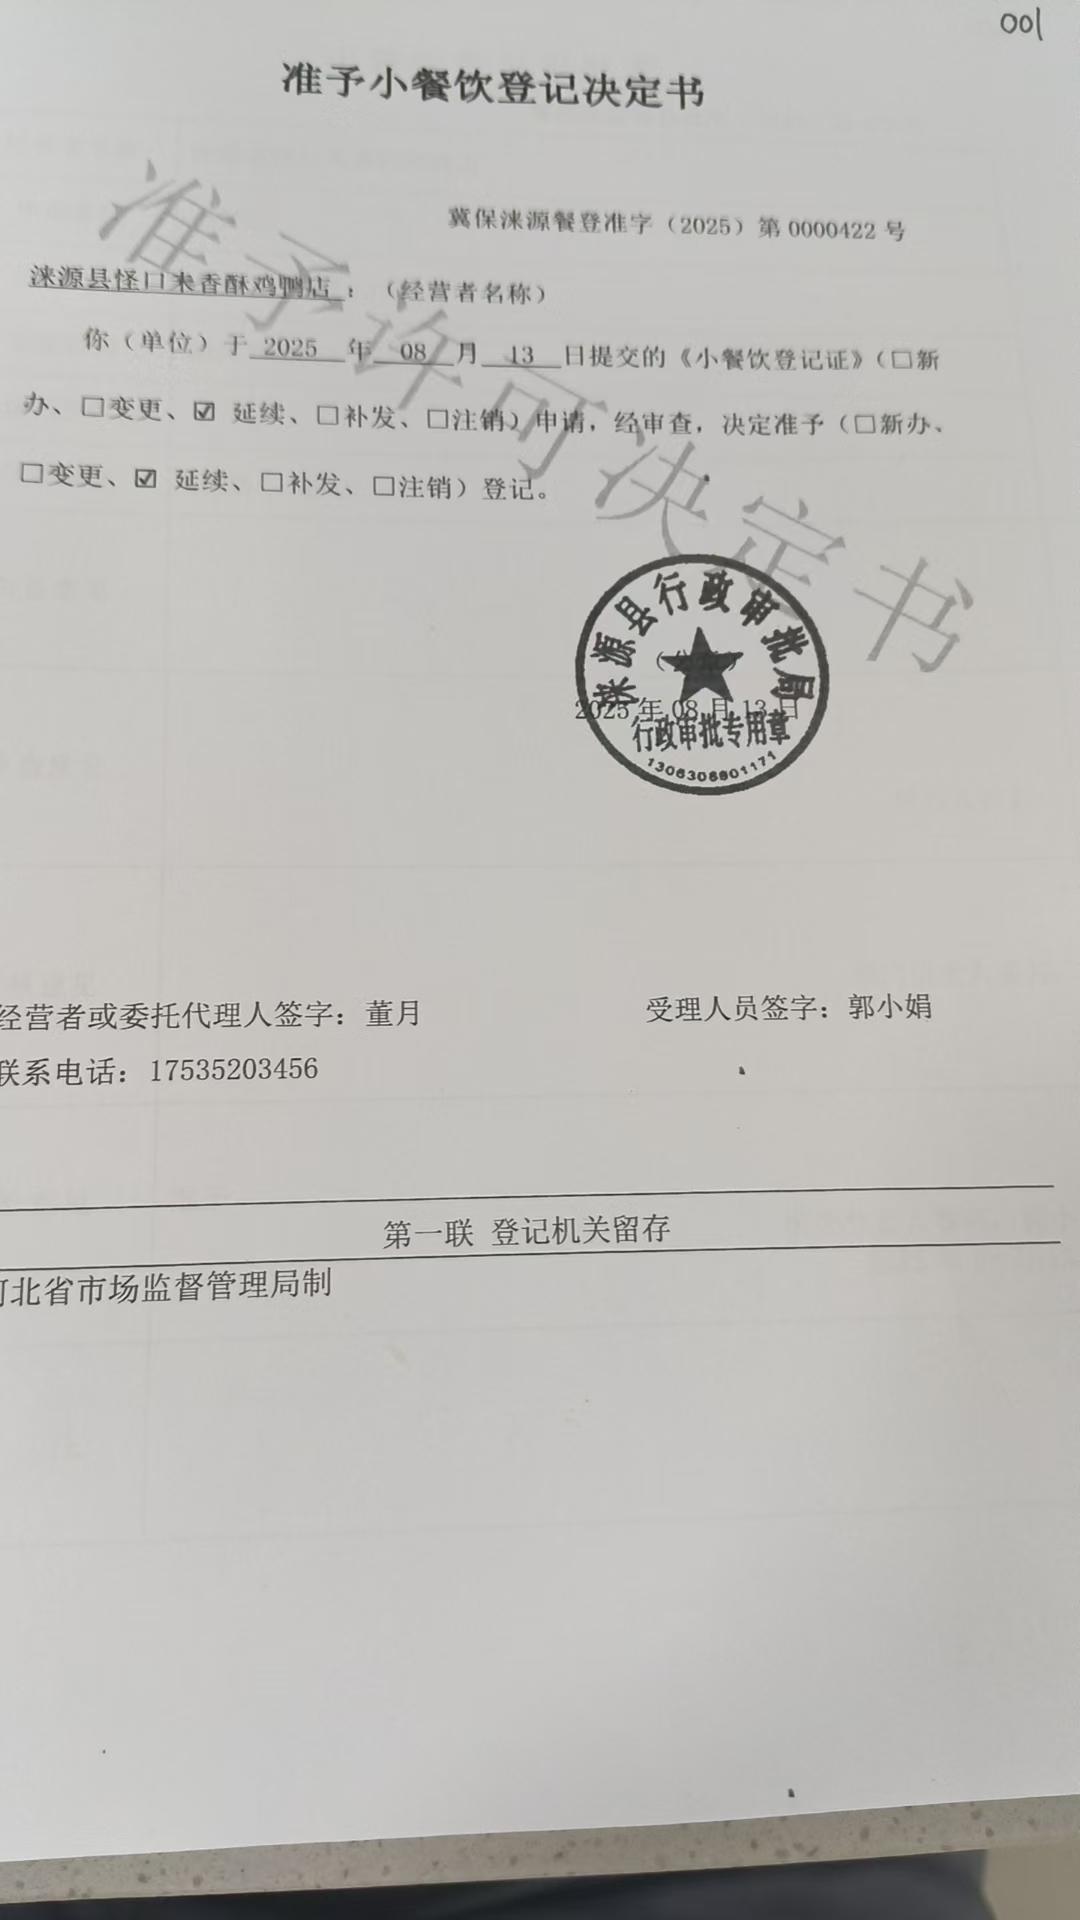 001
准予小餐饮登记决定书
冀保涞源餐登准字（2025）第 0000422 号
涞源县怪口来香酥鸡鸭店：（经营者名称）
你（单位）于 2025 年 08 月 13 日提交的《小餐饮登记证》（□新
办、□变更、☑ 延续、□补发、□注销）申请，经审查，决定准予（□新办、
□变更、☑ 延续、□补发、□注销）登记。
准予许可决定书
涞源县行政审批局
2025 年 08 月 13 日
行政审批专用章
1306306801171
经营者或委托代理人签字：董月 受理人员签字：郭小娟
联系电话：17535203456
第一联 登记机关留存
河北省市场监督管理局制